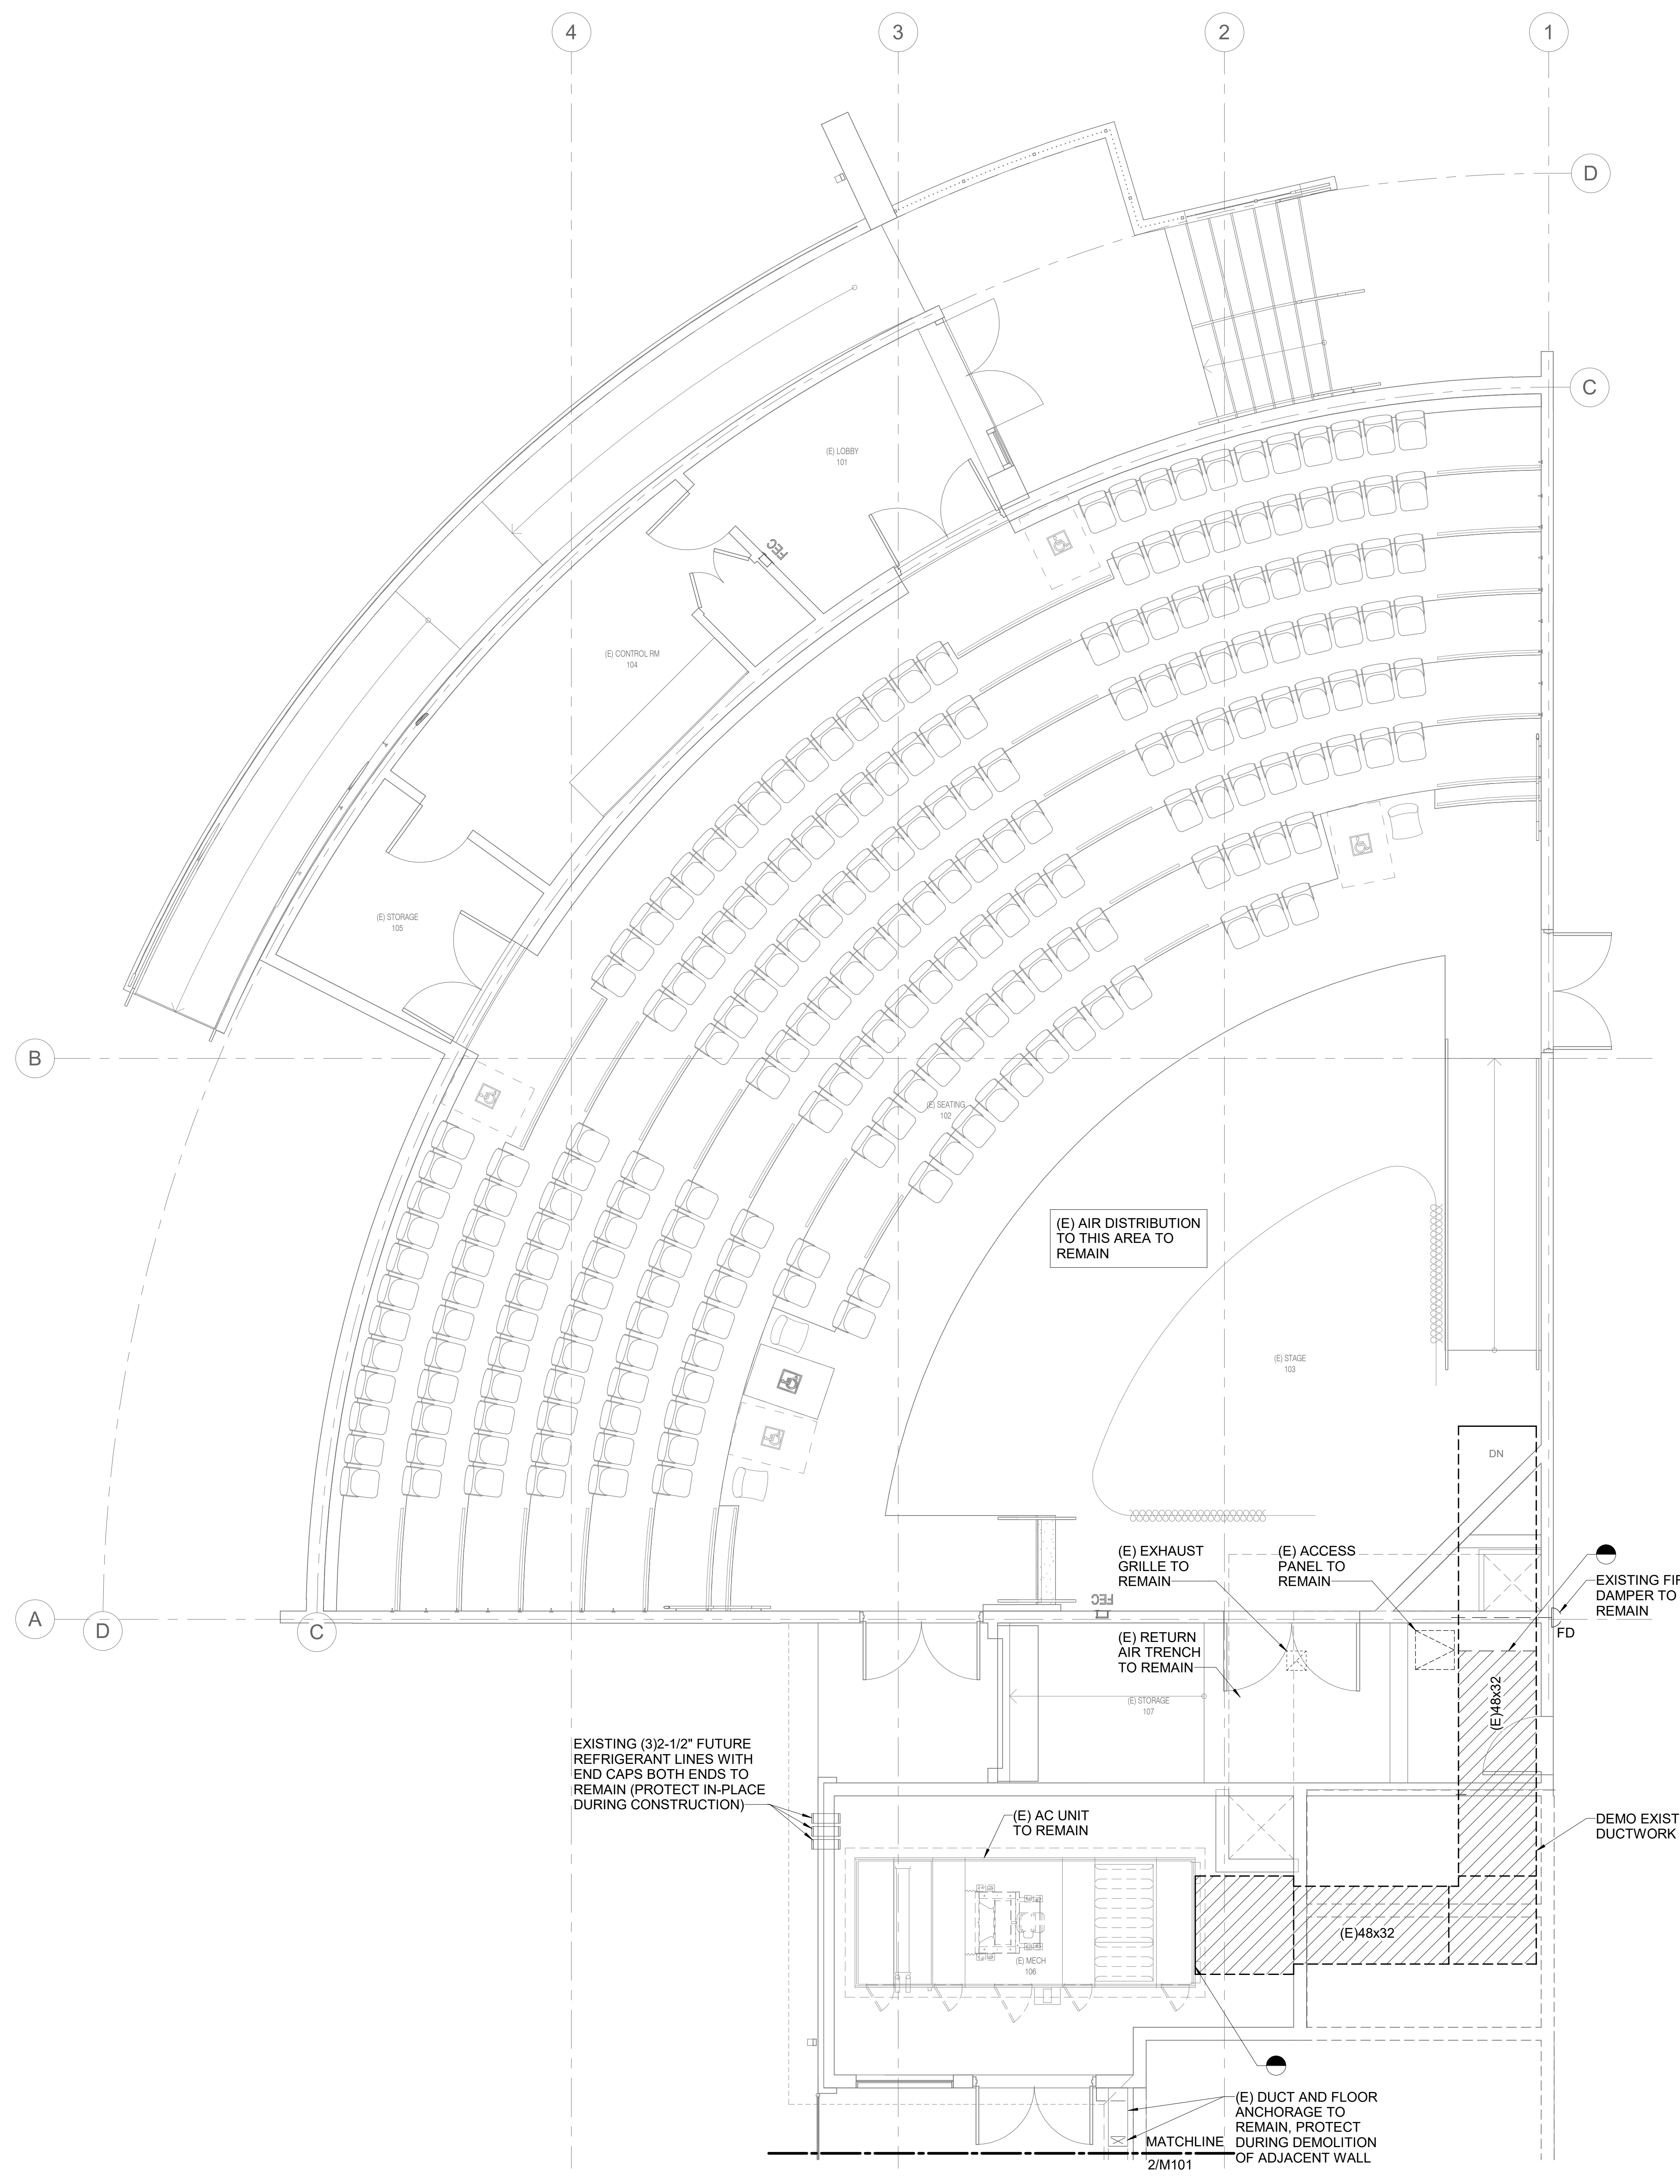 4
3
2
1
D
C
(E) LOBBY
101
FEC
(E) CONTROL RM
104
(E) STORAGE
105
B
(E) SEATING
102
(E) AIR DISTRIBUTION
TO THIS AREA TO
REMAIN
(E) STAGE
103
DN
(E) EXHAUST
GRILLE TO
REMAIN
(E) ACCESS
PANEL TO
REMAIN
EXISTING FIR
DAMPER TO
REMAIN
FD
FEC
A
D
C
(E) RETURN
AIR TRENCH
TO REMAIN
(E) STORAGE
107
(E)48x32
EXISTING (3)2-1/2" FUTURE
REFRIGERANT LINES WITH
END CAPS BOTH ENDS TO
REMAIN (PROTECT IN-PLACE
DURING CONSTRUCTION)
(E) AC UNIT
TO REMAIN
DEMO EXIST
DUCTWORK
(E)48x32
(E) MECH
106
(E) DUCT AND FLOOR
ANCHORAGE TO
REMAIN, PROTECT
DURING DEMOLITION
OF ADJACENT WALL
MATCHLINE
2/M101